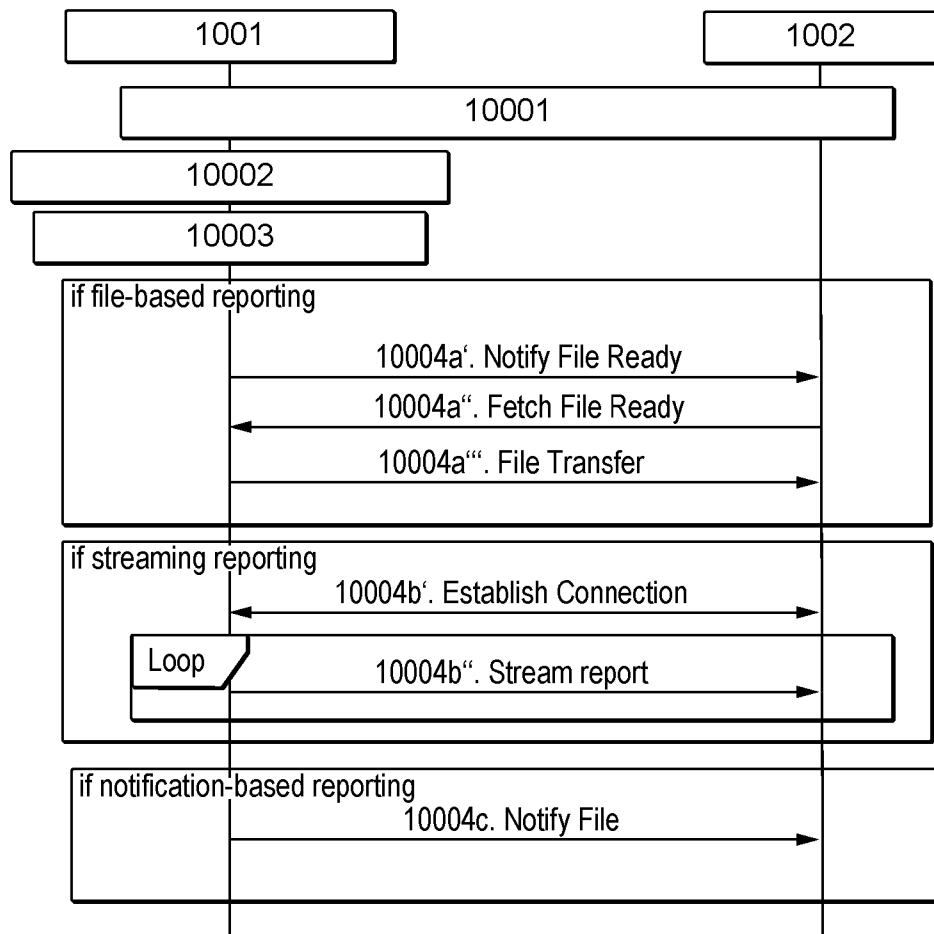 1001
1002
10001
10002
10003
if file-based reporting
10004a‘. Notify File Ready
10004a“. Fetch File Ready
10004a“‘. File Transfer
if streaming reporting
10004b‘. Establish Connection
Loop
10004b“. Stream report
if notification-based reporting
10004c. Notify File